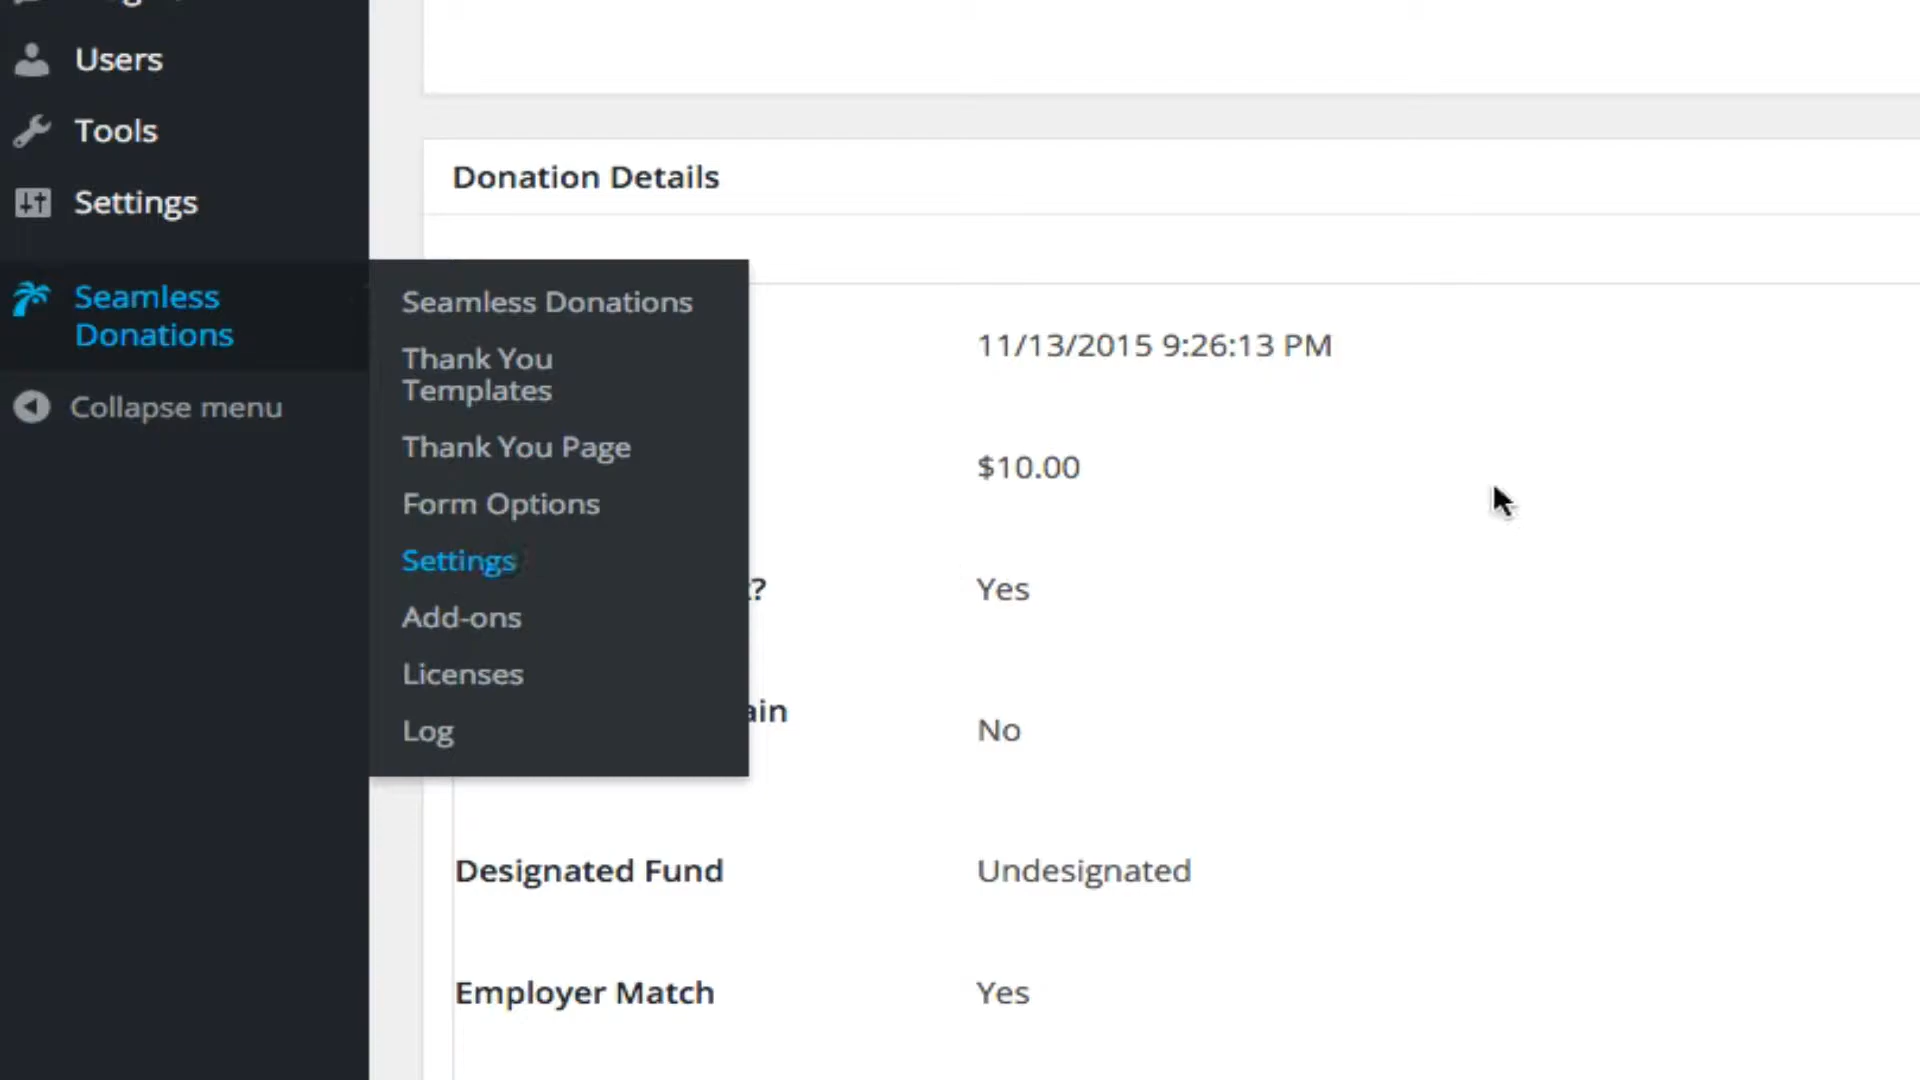 Users
Tools
Settings
Seamless
Donations
Collapse menu
Seamless Donations
Thank You
Templates
Thank You Page
Form Options
Settings
Add-ons
Licenses
Log
Donation Details
11/13/2015 9:26:13 PM
$10.00
?
Yes
ain
No
Designated Fund
Undesignated
Employer Match
Yes